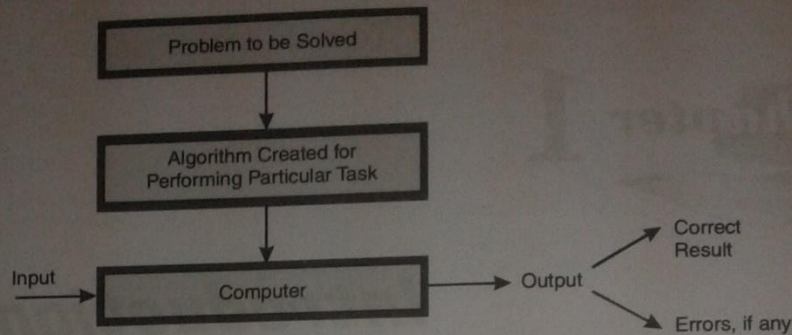 Problem to be Solved
Algorithm Created for
Performing Particular Task
Input
Computer
Output
Correct
Result
Errors, if any